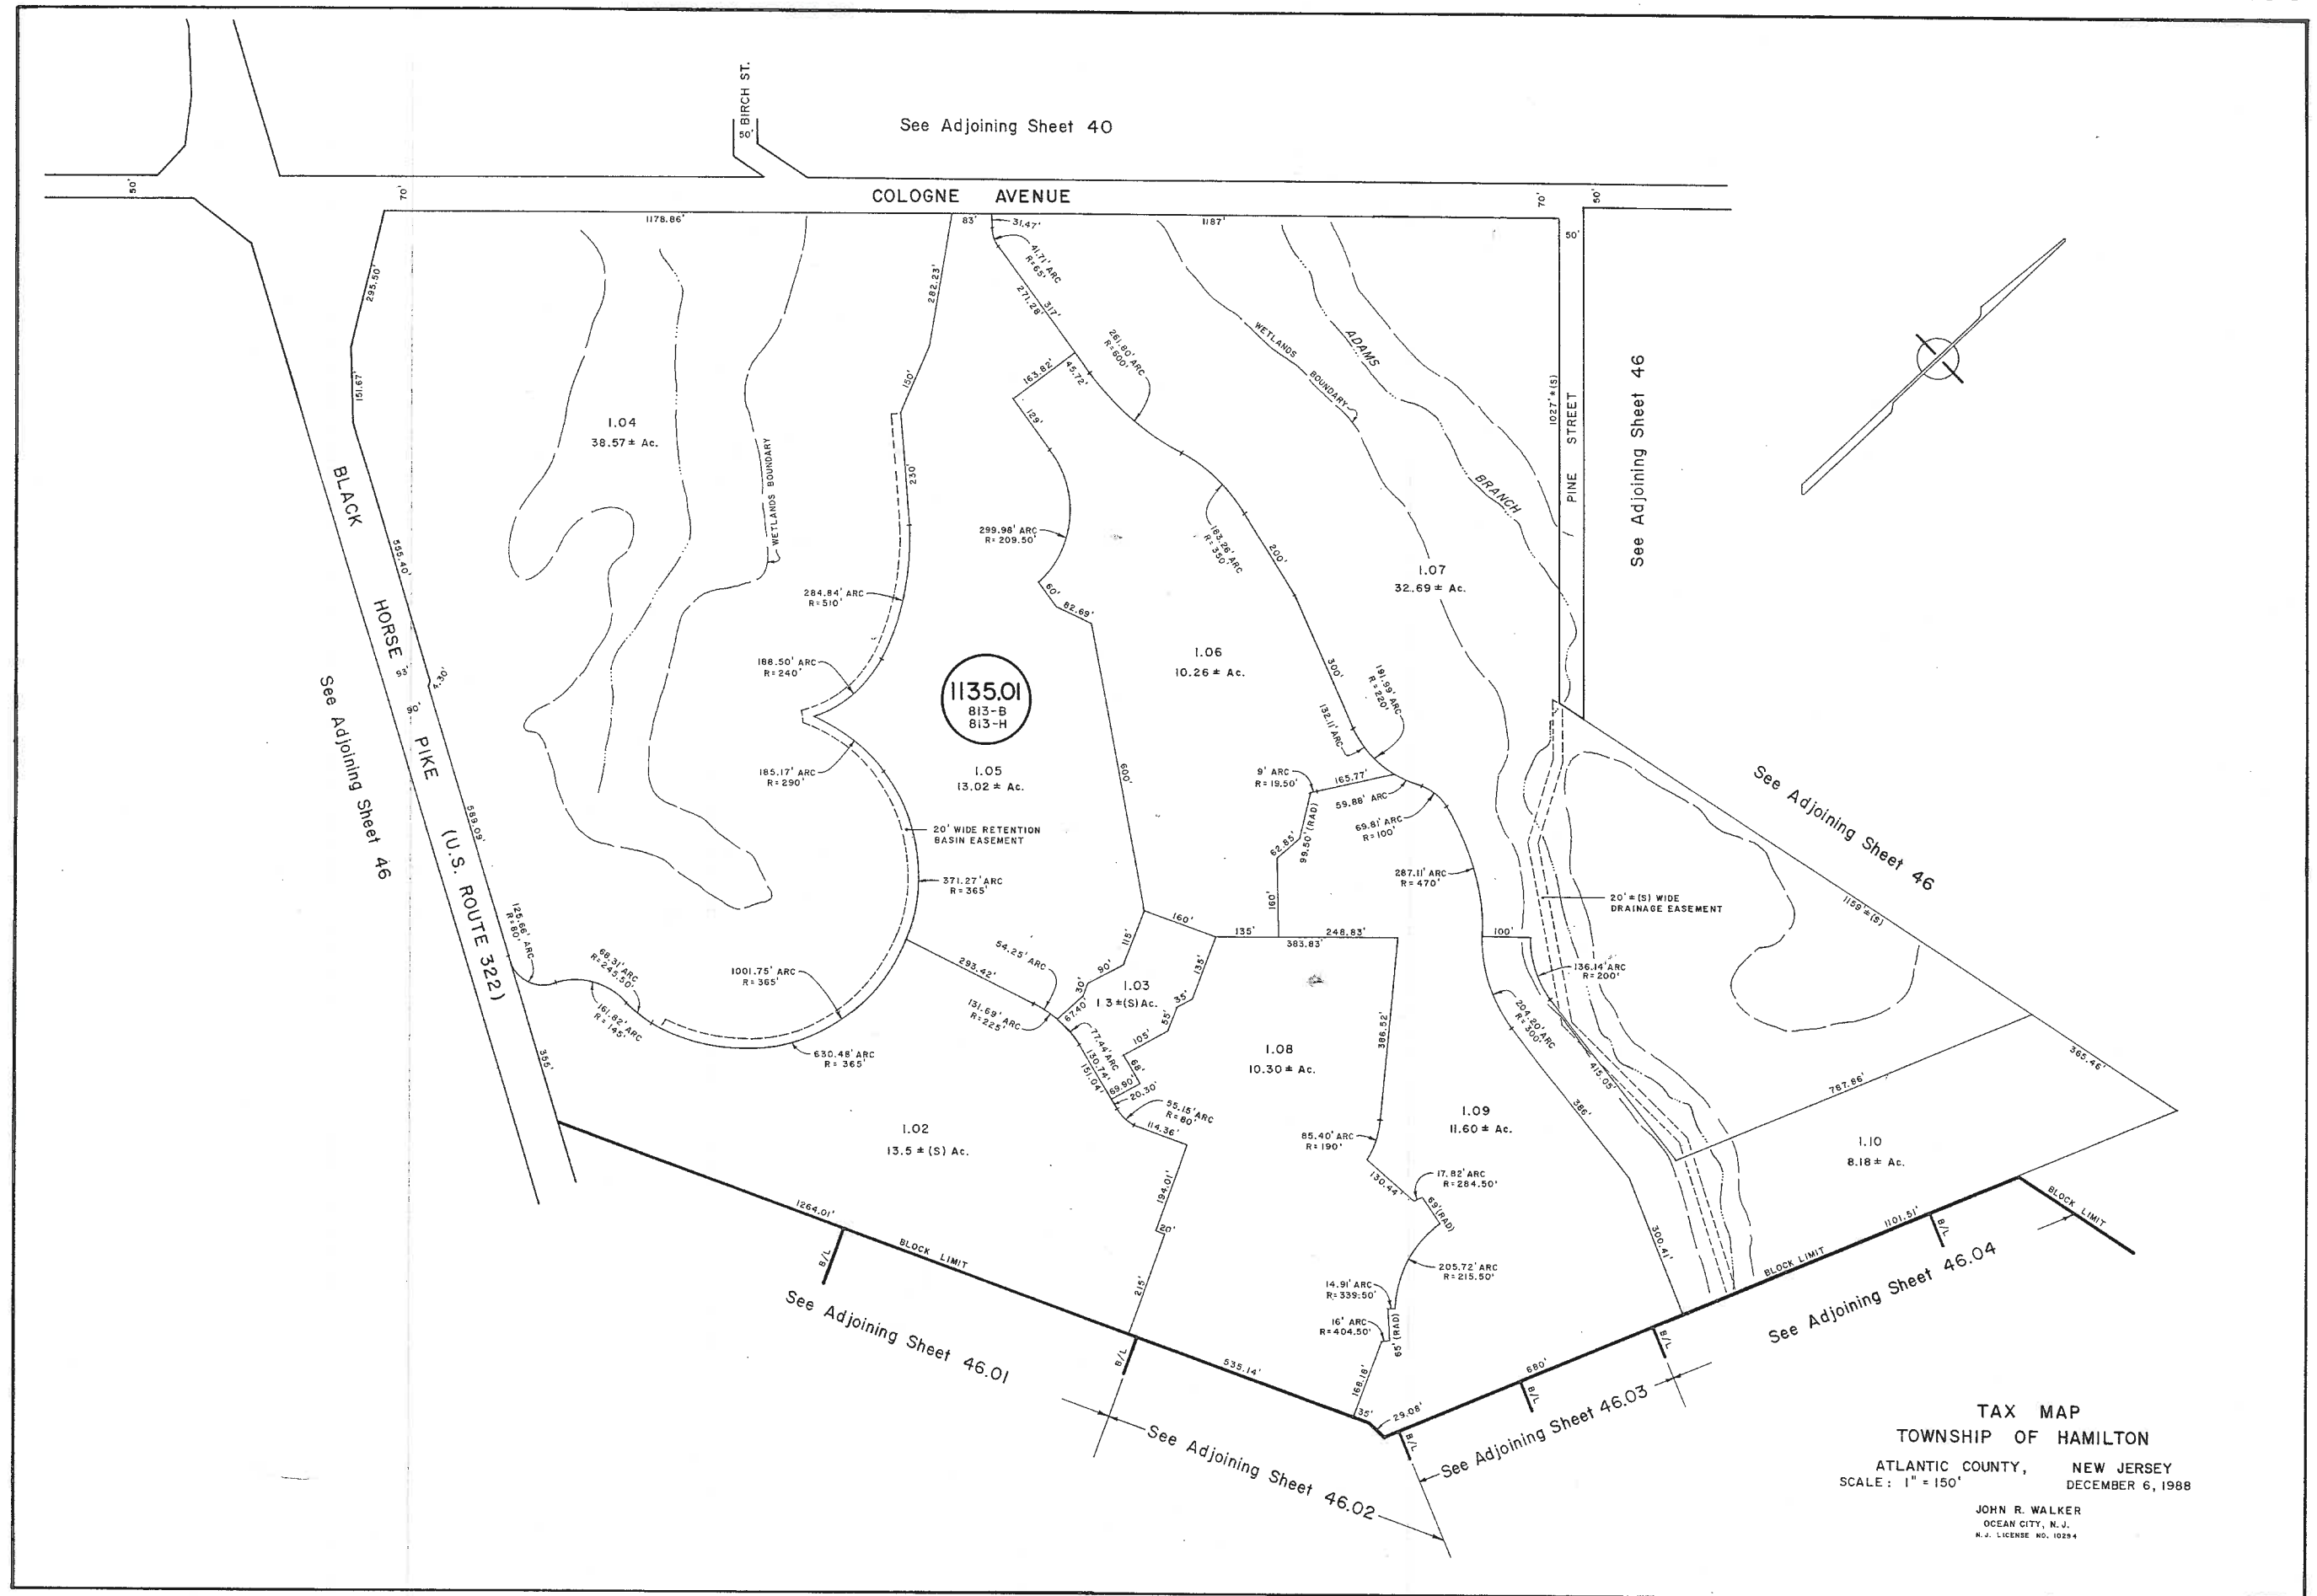 BIRCH ST.
50'
See Adjoining Sheet 40
50'
70'
COLOGNE AVENUE
70'
50'
1178.86'
83'
31.47'
1187'
50'
295.50'
151.67'
282.23'
150'
230'
41.71' ARC
R=65'
271.28'
317'
261.80' ARC
R=600'
163.82'
45.72'
129'
WETLANDS
BOUNDARY
ADAMS
BRANCH
1027'±(S)
PINE STREET
See Adjoining Sheet 46
1.04
38.57± Ac.
WETLANDS BOUNDARY
BLACK HORSE PIKE (U.S. ROUTE 322)
555.40'
93'
4.30'
90'
589.09'
355'
See Adjoining Sheet 46
299.98' ARC
R=209.50'
183.26' ARC
R=350'
200'
1.07
32.69± Ac.
284.84' ARC
R=510'
60'
82.69'
188.50' ARC
R=240'
1135.01
813-B
813-H
1.06
10.26± Ac.
300'
191.99' ARC
R=220'
132.11' ARC
185.17' ARC
R=290'
1.05
13.02± Ac.
600'
9' ARC
R=19.50'
165.77'
59.88' ARC
99.50' (RAD)
62.85'
69.81' ARC
R=100'
20' WIDE RETENTION
BASIN EASEMENT
371.27' ARC
R=365'
287.11' ARC
R=470'
160'
See Adjoining Sheet 46
1159'±(S)
20'±(S) WIDE
DRAINAGE EASEMENT
125.66' ARC
R=80'
68.31' ARC
R=245.50'
161.82' ARC
R=145'
1001.75' ARC
R=365'
630.48' ARC
R=365'
293.42'
54.25' ARC
131.69' ARC
R=225'
115'
90'
30'
67.40'
160'
135'
383.83'
248.83'
100'
136.14' ARC
R=200'
1.03
1.3±(S) Ac.
135'
35'
55'
105'
68'
69.90'
77.44' ARC
130.74'
151.04'
20.30'
55.15' ARC
R=80'
114.36'
1.08
10.30± Ac.
386.52'
204.20' ARC
R=300'
415.05'
386'
787.86'
365.46'
1.02
13.5±(S) Ac.
1.09
11.60± Ac.
85.40' ARC
R=190'
130.44'
17.82' ARC
R=284.50'
69' (RAD)
1.10
8.18± Ac.
194.01'
20'
215'
300.41'
205.72' ARC
R=215.50'
14.91' ARC
R=339.50'
16' ARC
R=404.50'
65' (RAD)
168.18'
35'
29.08'
1264.01'
BLOCK LIMIT
B/L
B/L
535.14'
680'
B/L
B/L
B/L
B/L
BLOCK LIMIT
1101.51'
BLOCK LIMIT
See Adjoining Sheet 46.01
See Adjoining Sheet 46.02
See Adjoining Sheet 46.03
See Adjoining Sheet 46.04
TAX MAP
TOWNSHIP OF HAMILTON
ATLANTIC COUNTY, NEW JERSEY
SCALE: 1" = 150' DECEMBER 6, 1988
JOHN R. WALKER
OCEAN CITY, N.J.
N.J. LICENSE NO. 10294